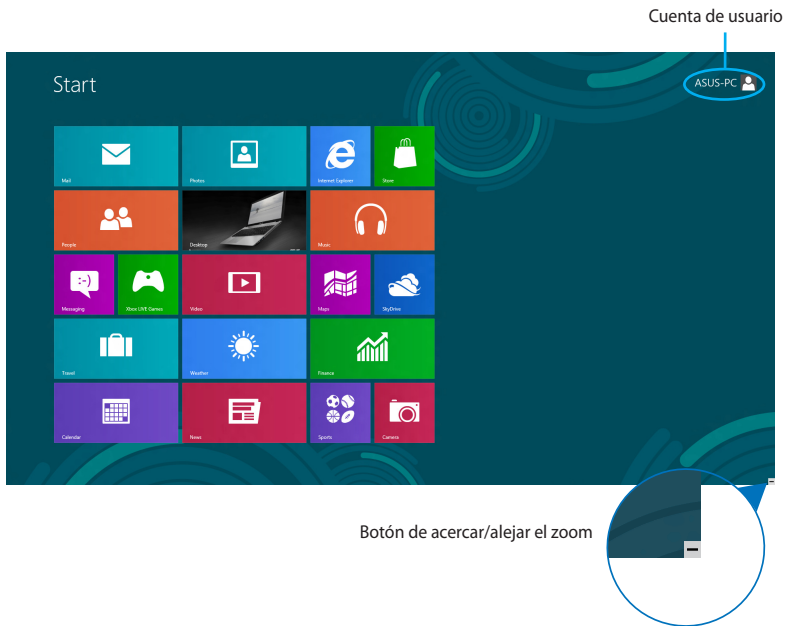 Cuenta de usuario
Start
ASUS-PC
Mail
Photos
Internet Explorer
Store
People
Desktop
Music
Messaging
Xbox LIVE Games
Video
Maps
SkyDrive
Travel
Weather
Finance
Calendar
News
Sports
Camera
Botón de acercar/alejar el zoom